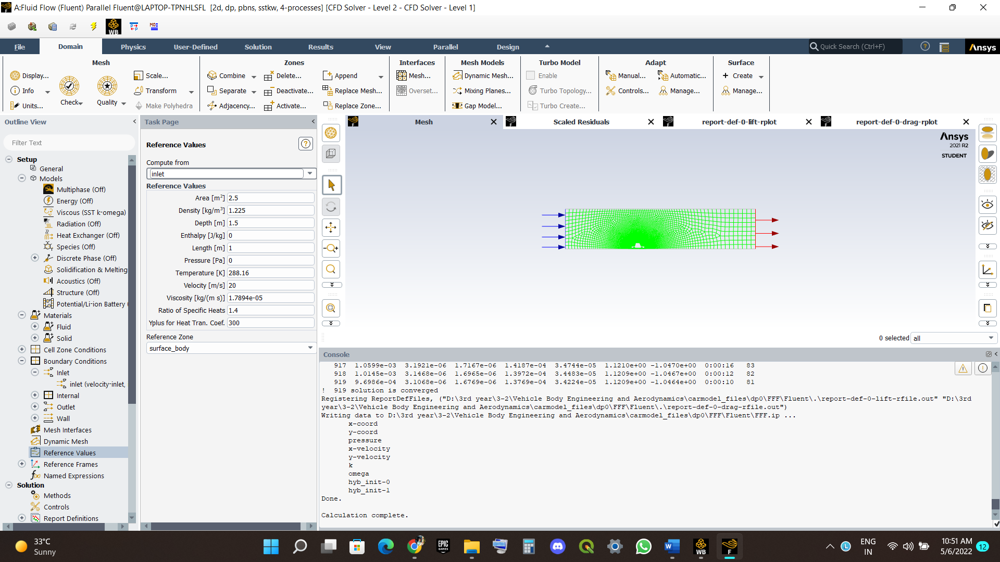 A:Fluid Flow (Fluent) Parallel Fluent@LAPTOP-TPNHLSFL [2d, dp, pbns, sstkw, 4-processes] [CFD Solver - Level 2 - CFD Solver - Level 1]
WB
File Domain Physics User-Defined Solution Results View Parallel Design Quick Search (Ctrl+F) Ansys
Mesh Zones Interfaces Mesh Models Turbo Model Adapt Surface
Display... Scale... Combine Delete... Append Mesh... Dynamic Mesh... Enable Manual... Automatic... + Create
Info Transform Separate Deactivate... Replace Mesh... Overset... Mixing Planes... Turbo Topology... Controls... Manage... Manage...
Check Quality
Units... Make Polyhedra Adjacency... Activate... Replace Zone... Gap Model... Turbo Create...
Outline View
Filter Text
Setup
General
Models
Multiphase (Off)
Energy (Off)
Viscous (SST k-omega)
Radiation (Off)
Heat Exchanger (Off)
Species (Off)
Discrete Phase (Off)
Solidification & Melting
Acoustics (Off)
Structure (Off)
Potential/Li-ion Battery (
Materials
Fluid
Solid
Cell Zone Conditions
Boundary Conditions
Inlet
inlet (velocity-inlet,
Internal
Outlet
Wall
Mesh Interfaces
Dynamic Mesh
Reference Values
Reference Frames
Named Expressions
Solution
Methods
Controls
Report Definitions
Task Page
Reference Values
Compute from
inlet
Reference Values
Area [m²] 2.5
Density [kg/m³] 1.225
Depth [m] 1.5
Enthalpy [J/kg] 0
Length [m] 1
Pressure [Pa] 0
Temperature [K] 288.16
Velocity [m/s] 20
Viscosity [kg/(m s)] 1.7894e-05
Ratio of Specific Heats 1.4
Yplus for Heat Tran. Coef. 300
Reference Zone
surface_body
Mesh Scaled Residuals report-def-0-lift-rplot report-def-0-drag-rplot
Ansys
2021 R2
STUDENT
0 selected all
Console
917 1.0599e-03 3.1921e-06 1.7167e-06 1.4187e-04 3.4744e-05 1.1210e+00 -1.0470e+00 0:00:16 83
918 1.0145e-03 3.1468e-06 1.6965e-06 1.3972e-04 3.4483e-05 1.1209e+00 -1.0467e+00 0:00:12 82
919 9.6986e-04 3.1068e-06 1.6769e-06 1.3769e-04 3.4224e-05 1.1209e+00 -1.0464e+00 0:00:10 81
! 919 solution is converged
Registering ReportDefFiles, ("D:\3rd year\3-2\Vehicle Body Engineering and Aerodynamics\carmodel_files\dp0\FFF\Fluent\.\report-def-0-lift-rfile.out" "D:\3rd
year\3-2\Vehicle Body Engineering and Aerodynamics\carmodel_files\dp0\FFF\Fluent\.\report-def-0-drag-rfile.out")
Writing data to D:\3rd year\3-2\Vehicle Body Engineering and Aerodynamics\carmodel_files\dp0\FFF\Fluent\FFF.ip ...
x-coord
y-coord
pressure
x-velocity
y-velocity
k
omega
hyb_init-0
hyb_init-1
Done.
Calculation complete.
33°C
Sunny
EPIC
GAMES
WB
F
ENG
IN
10:51 AM
5/6/2022
12